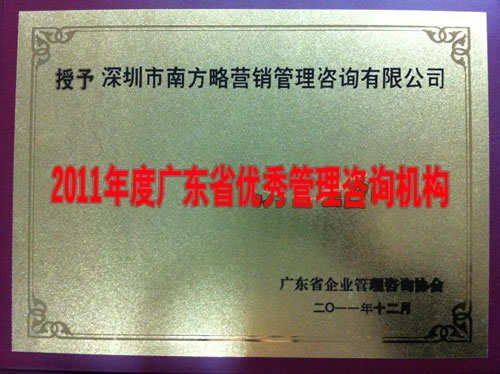 授予 深圳市南方略营销管理咨询有限公司
2011年度广东省优秀管理咨询机构
广东省企业管理咨询协会
二〇一一年十二月